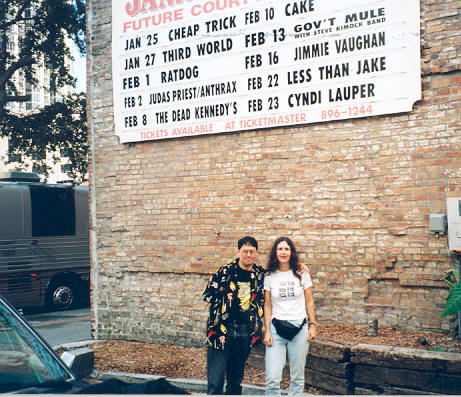 FUTURE
JAN 25 CHEAP TRICK
JAN 27 THIRD WORLD
FEB 1 RATDOG
FEB 2 JUDAS PRIEST/ANTHRAX
FEB 8 THE DEAD KENNEDY'S
FEB 10 CAKE
FEB 13 GOV'T MULE
WITH STEVE KIMOCK BAND
FEB 16 JIMMIE VAUGHAN
FEB 22 LESS THAN JAKE
FEB 23 CYNDI LAUPER
TICKETS AVAILABLE AT TICKETMASTER 896-1244